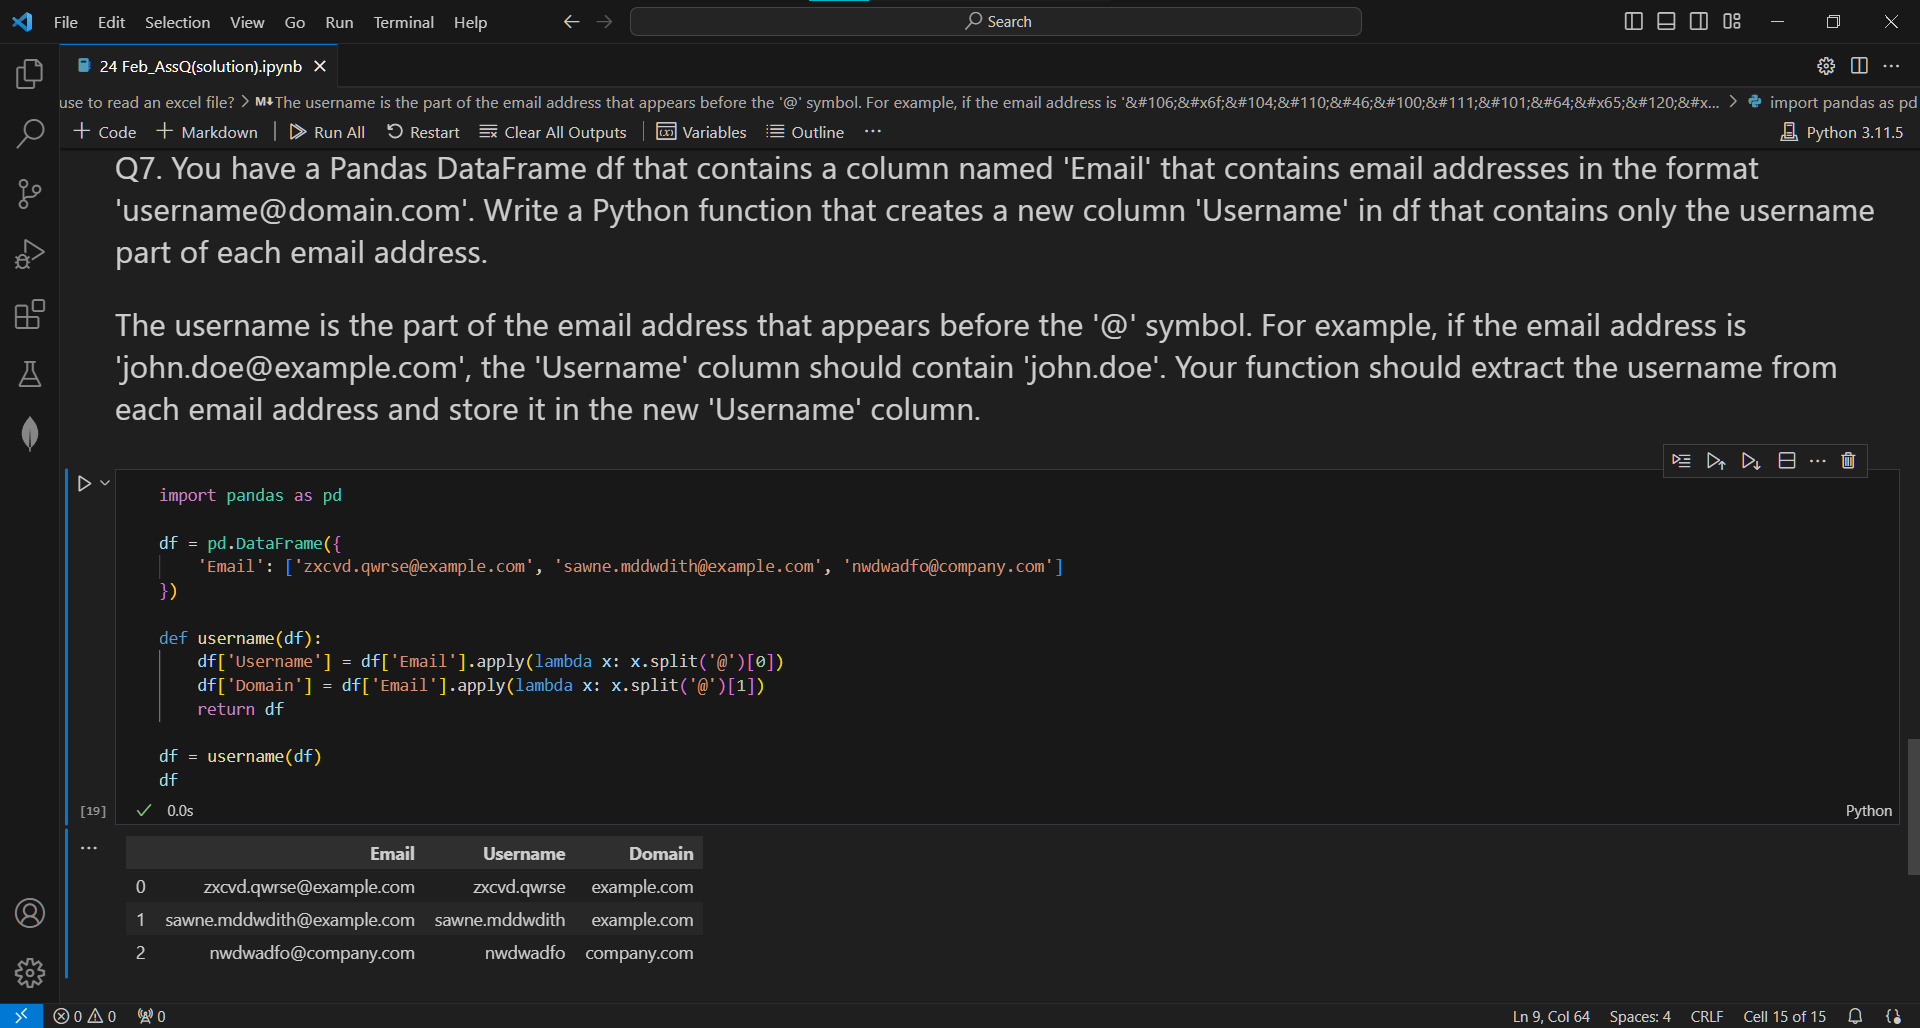 File Edit Selection View Go Run Terminal Help
Search
24 Feb_AssQ(solution).ipynb
use to read an excel file? > M↓The username is the part of the email address that appears before the '@' symbol. For example, if the email address is '&#106;&#x6f;&#104;&#110;&#46;&#100;&#111;&#101;&#64;&#x65;&#120;&#x... > import pandas as pd
+ Code + Markdown | Run All Restart Clear All Outputs | Variables Outline ...
Python 3.11.5
Q7. You have a Pandas DataFrame df that contains a column named 'Email' that contains email addresses in the format
'username@domain.com'. Write a Python function that creates a new column 'Username' in df that contains only the username
part of each email address.
The username is the part of the email address that appears before the '@' symbol. For example, if the email address is
'john.doe@example.com', the 'Username' column should contain 'john.doe'. Your function should extract the username from
each email address and store it in the new 'Username' column.
import pandas as pd
df = pd.DataFrame({
    'Email': ['zxcvd.qwrse@example.com', 'sawne.mddwdith@example.com', 'nwdwadfo@company.com']
})
def username(df):
    df['Username'] = df['Email'].apply(lambda x: x.split('@')[0])
    df['Domain'] = df['Email'].apply(lambda x: x.split('@')[1])
    return df
df = username(df)
df
[19] 0.0s
Python
Email Username Domain
0 zxcvd.qwrse@example.com zxcvd.qwrse example.com
1 sawne.mddwdith@example.com sawne.mddwdith example.com
2 nwdwadfo@company.com nwdwadfo company.com
0 0 0
Ln 9, Col 64 Spaces: 4 CRLF Cell 15 of 15